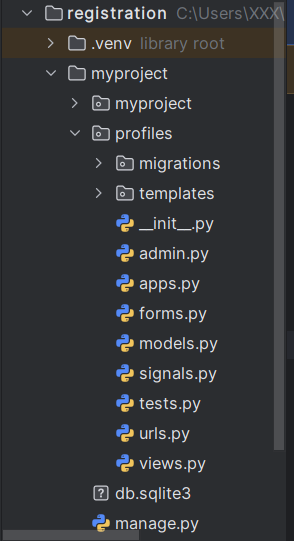 registration C:\Users\XXX\
.venv library root
myproject
myproject
profiles
migrations
templates
__init__.py
admin.py
apps.py
forms.py
models.py
signals.py
tests.py
urls.py
views.py
db.sqlite3
manage.py